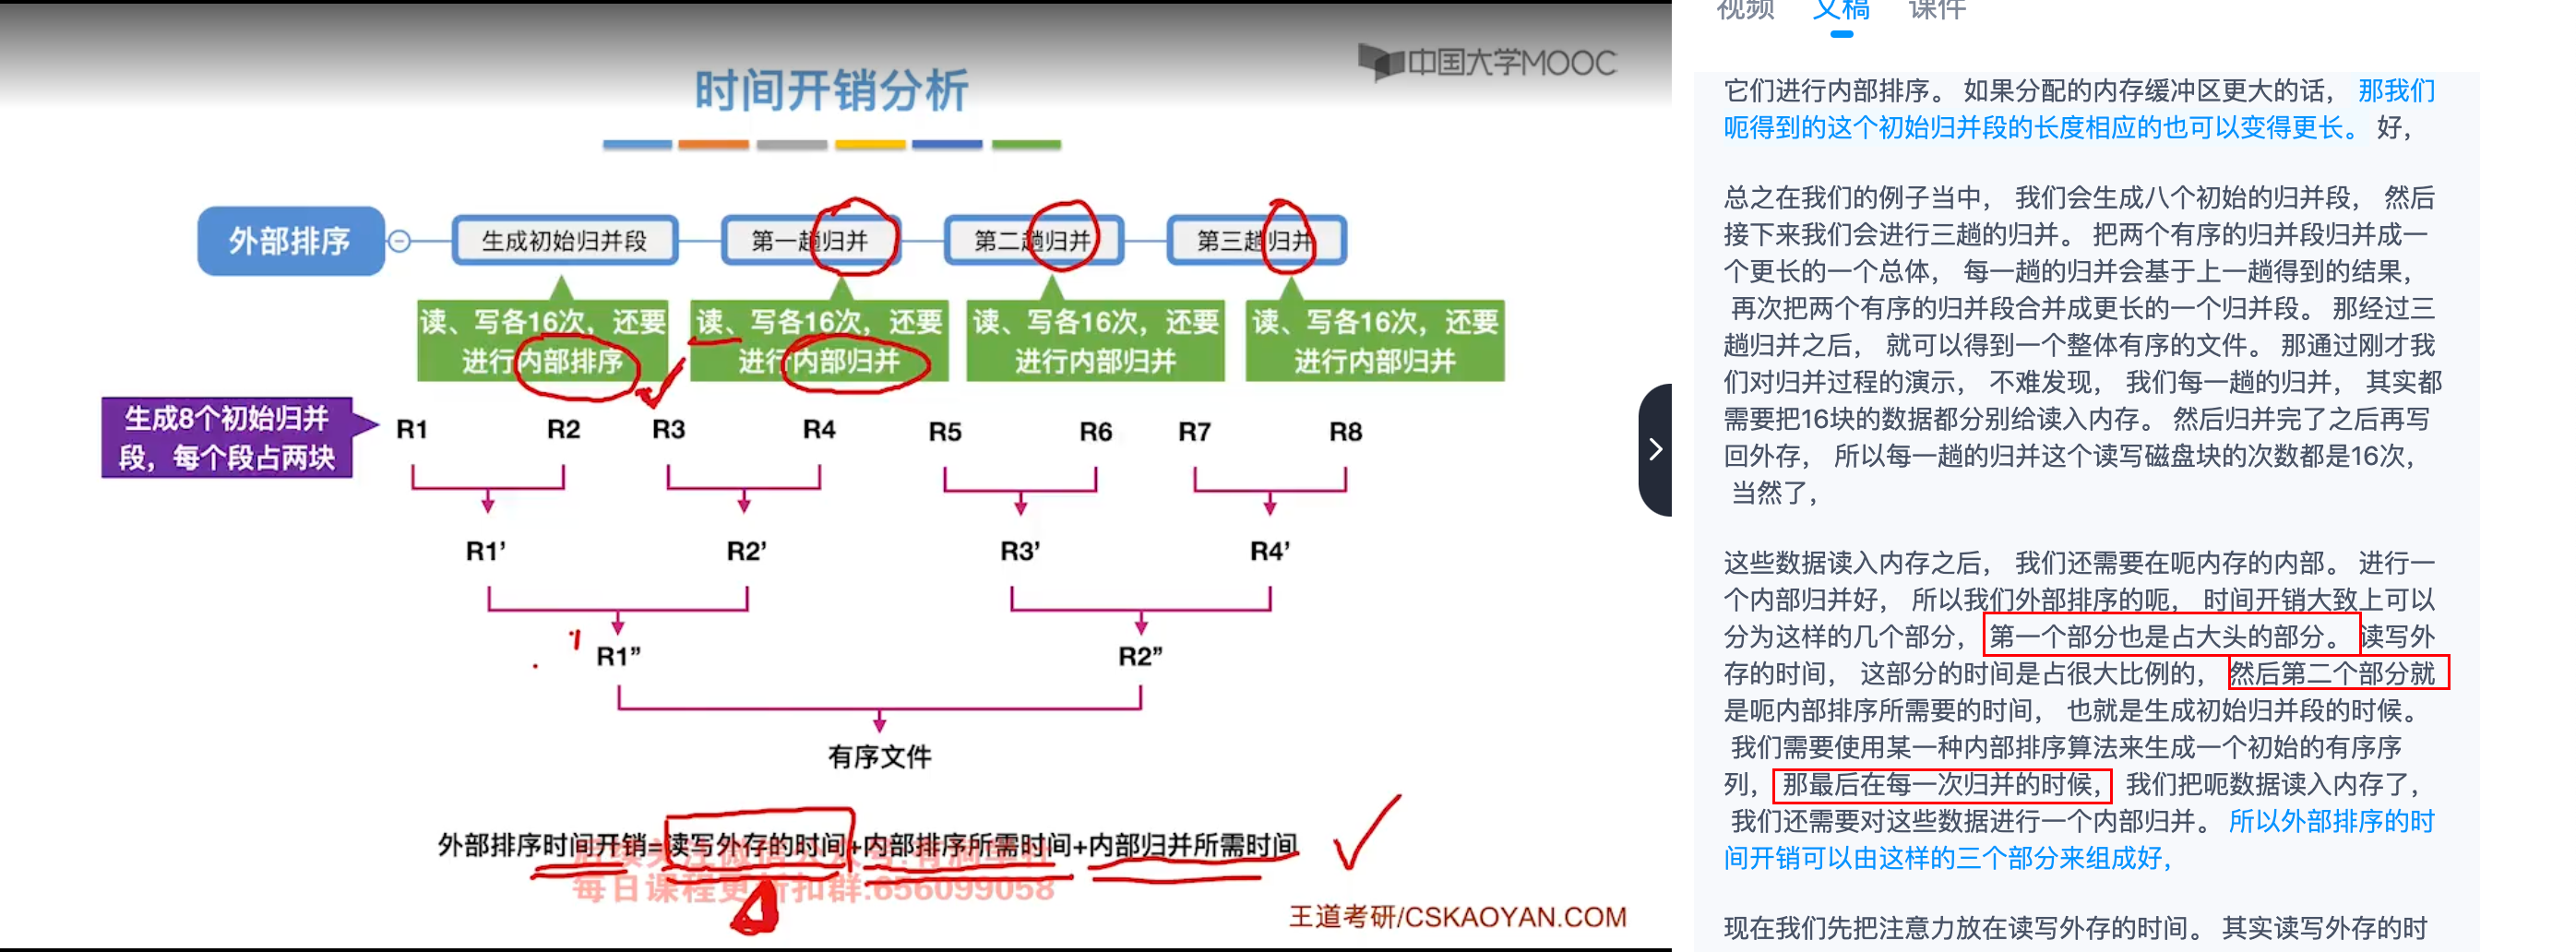 中国大学MOOC
时间开销分析
外部排序
生成初始归并段
第一趟归并
第二趟归并
第三趟归并
读、写各16次，还要
进行内部排序
读、写各16次，还要
进行内部归并
读、写各16次，还要
进行内部归并
读、写各16次，还要
进行内部归并
生成8个初始归并
段，每个段占两块
R1 R2 R3 R4 R5 R6 R7 R8
R1’ R2’ R3’ R4’
R1” R2”
有序文件
外部排序时间开销=读写外存的时间+内部排序所需时间+内部归并所需时间
每日课程更新扣群:656099058
王道考研/CSKAOYAN.COM
视频 文稿 课件
它们进行内部排序。 如果分配的内存缓冲区更大的话， 那我们
呃得到的这个初始归并段的长度相应的也可以变得更长。 好，
总之在我们的例子当中， 我们会生成八个初始的归并段， 然后
接下来我们会进行三趟的归并。 把两个有序的归并段归并成一
个更长的一个总体， 每一趟的归并会基于上一趟得到的结果，
再次把两个有序的归并段合并成更长的一个归并段。 那经过三
趟归并之后， 就可以得到一个整体有序的文件。 那通过刚才我
们对归并过程的演示， 不难发现， 我们每一趟的归并， 其实都
需要把16块的数据都分别给读入内存。 然后归并完了之后再写
回外存， 所以每一趟的归并这个读写磁盘块的次数都是16次，
当然了，
这些数据读入内存之后， 我们还需要在呃内存的内部。 进行一
个内部归并好， 所以我们外部排序的呃， 时间开销大致上可以
分为这样的几个部分， 第一个部分也是占大头的部分。 读写外
存的时间， 这部分的时间是占很大比例的， 然后第二个部分就
是呃内部排序所需要的时间， 也就是生成初始归并段的时候。
我们需要使用某一种内部排序算法来生成一个初始的有序序
列， 那最后在每一次归并的时候， 我们把呃数据读入内存了，
我们还需要对这些数据进行一个内部归并。 所以外部排序的时
间开销可以由这样的三个部分来组成好，
现在我们先把注意力放在读写外存的时间。 其实读写外存的时